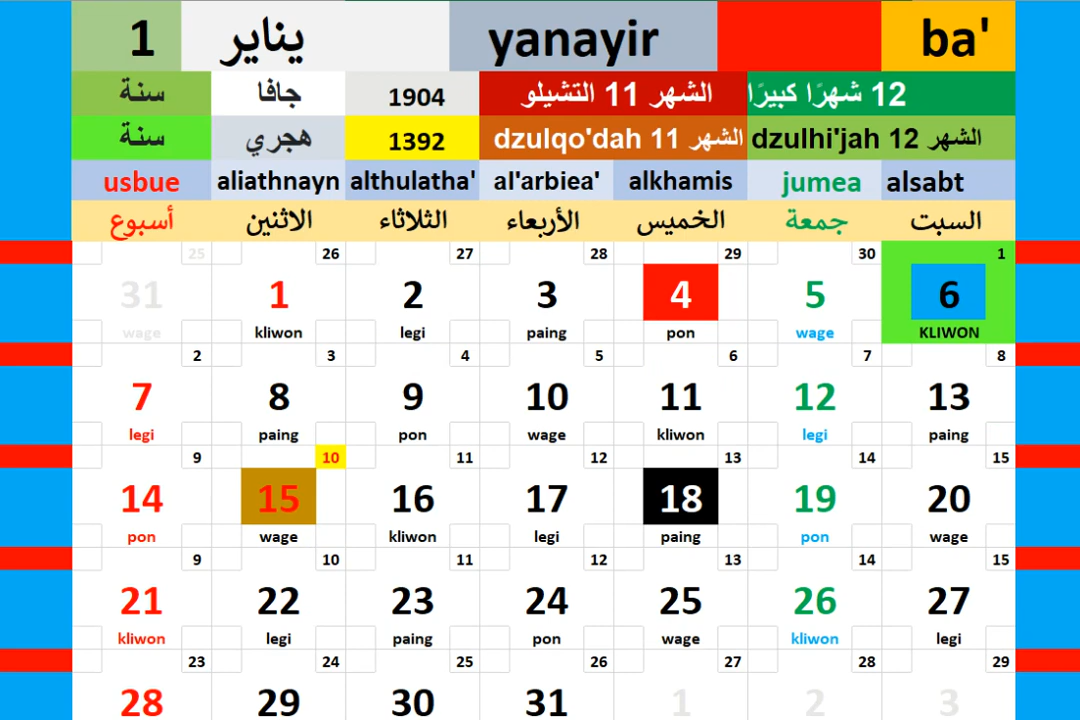 1 يناير yanayir ba'
سنة جافا 1904 الشهر 11 التشيلو 12 شهرًا كبيرًا
سنة هجري 1392 dzulqo'dah 11 الشهر dzulhi'jah 12 الشهر
usbue aliathnayn althulatha' al'arbiea' alkhamis jumea alsabt
أسبوع الاثنين الثلاثاء الأربعاء الخميس جمعة السبت
25 26 27 28 29 30 1
31 1 2 3 4 5 6
wage kliwon legi paing pon wage KLIWON
2 3 4 5 6 7 8
7 8 9 10 11 12 13
legi paing pon wage kliwon legi paing
9 10 11 12 13 14 15
14 15 16 17 18 19 20
pon wage kliwon legi paing pon wage
9 10 11 12 13 14 15
21 22 23 24 25 26 27
kliwon legi paing pon wage kliwon legi
23 24 25 26 27 28 29
28 29 30 31 1 2 3